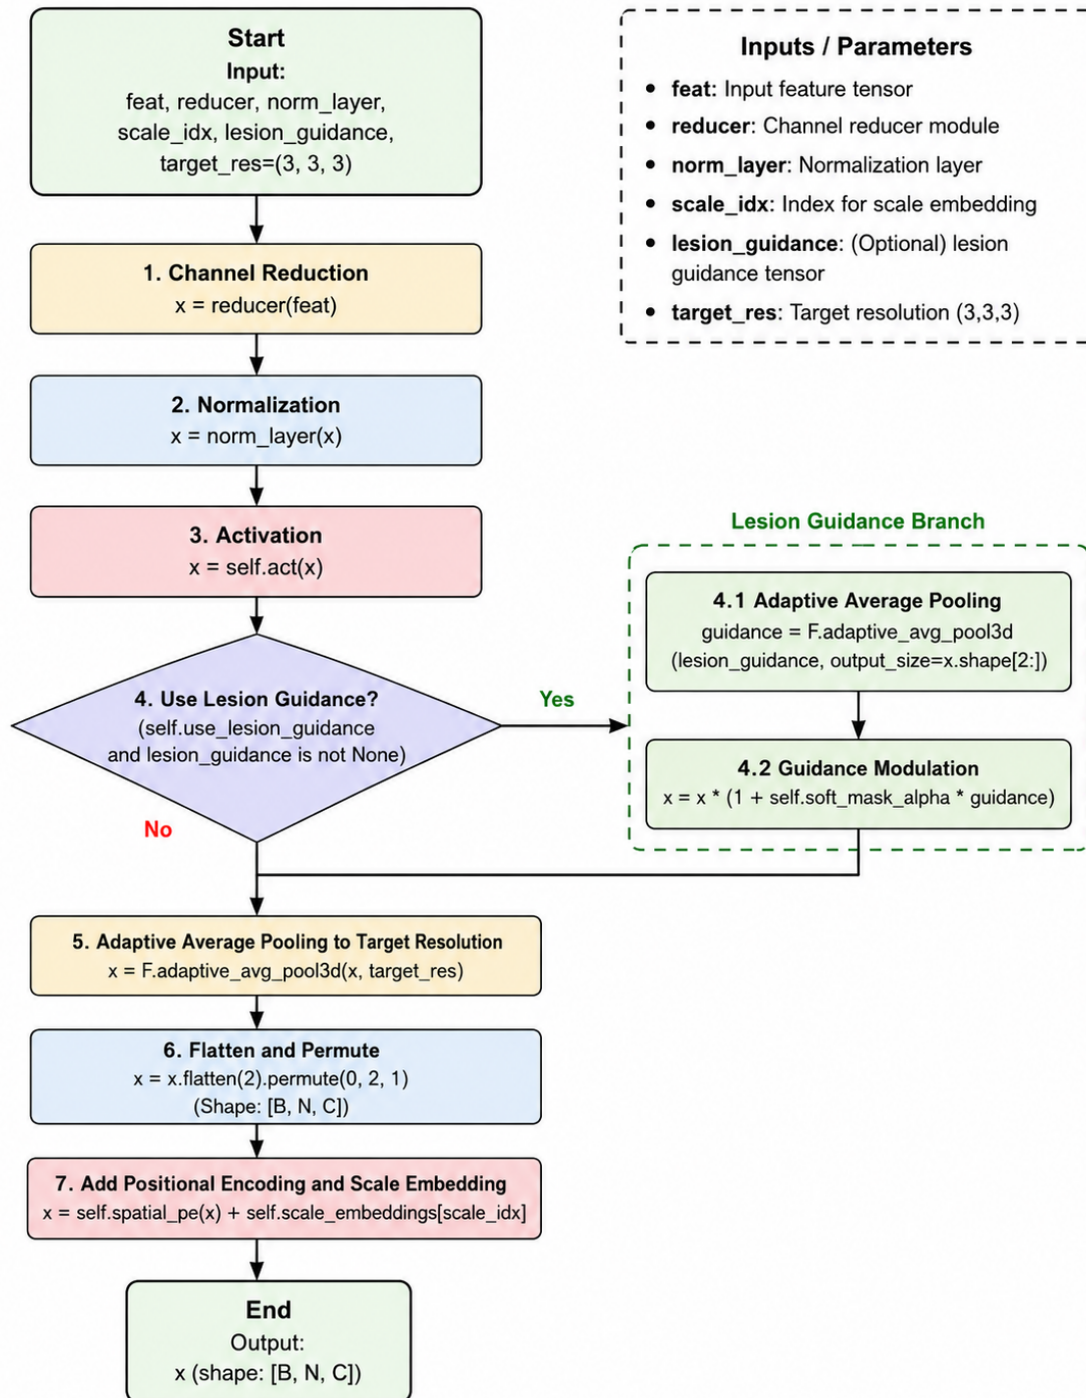 Start
Input:
feat, reducer, norm_layer,
scale_idx, lesion_guidance,
target_res=(3, 3, 3)
Inputs / Parameters
• feat: Input feature tensor
• reducer: Channel reducer module
• norm_layer: Normalization layer
• scale_idx: Index for scale embedding
• lesion_guidance: (Optional) lesion
guidance tensor
• target_res: Target resolution (3,3,3)
1. Channel Reduction
x = reducer(feat)
2. Normalization
x = norm_layer(x)
3. Activation
x = self.act(x)
4. Use Lesion Guidance?
(self.use_lesion_guidance
and lesion_guidance is not None)
Yes
No
Lesion Guidance Branch
4.1 Adaptive Average Pooling
guidance = F.adaptive_avg_pool3d
(lesion_guidance, output_size=x.shape[2:])
4.2 Guidance Modulation
x = x * (1 + self.soft_mask_alpha * guidance)
5. Adaptive Average Pooling to Target Resolution
x = F.adaptive_avg_pool3d(x, target_res)
6. Flatten and Permute
x = x.flatten(2).permute(0, 2, 1)
(Shape: [B, N, C])
7. Add Positional Encoding and Scale Embedding
x = self.spatial_pe(x) + self.scale_embeddings[scale_idx]
End
Output:
x (shape: [B, N, C])